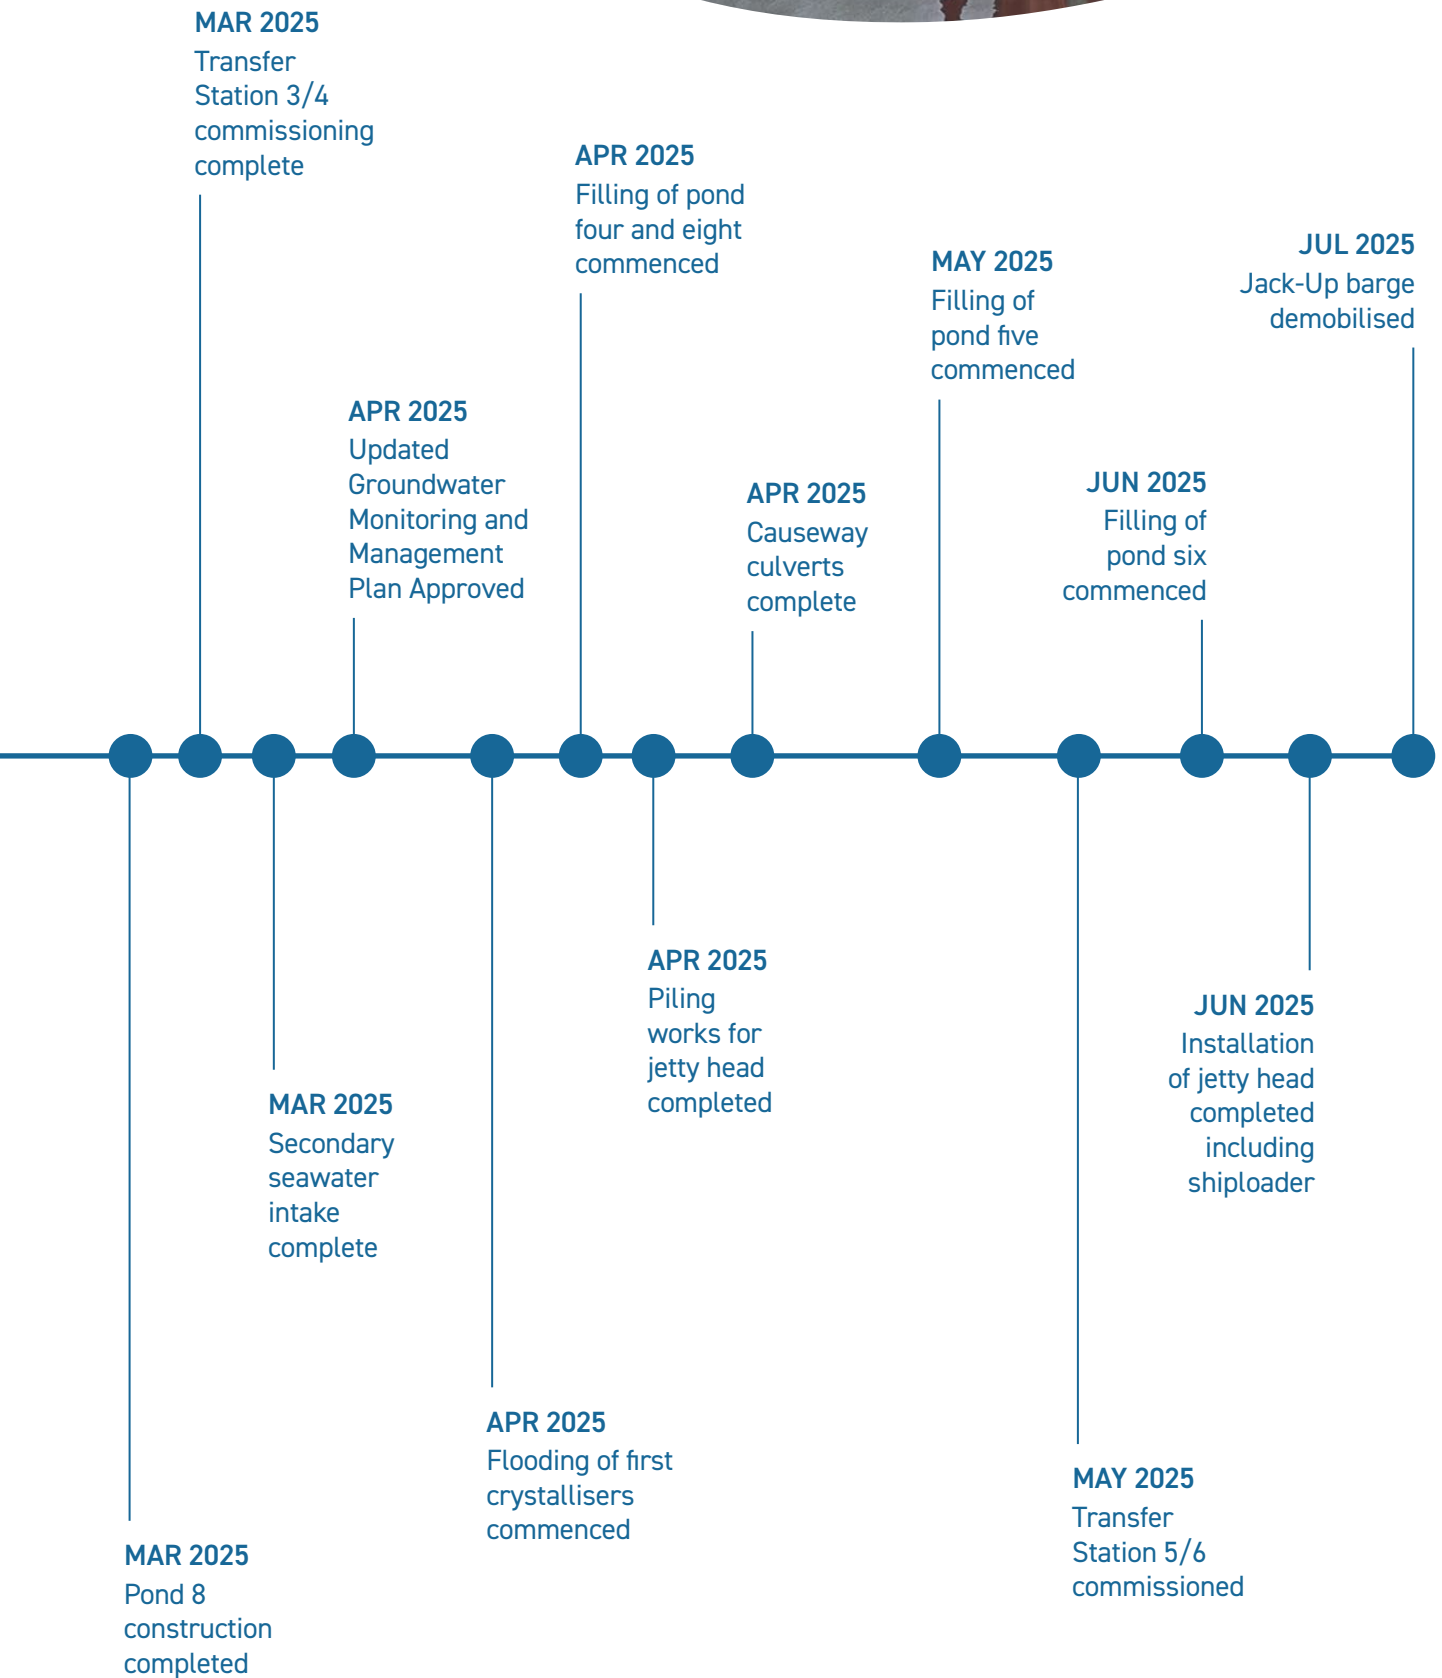 MAR 2025
Transfer
Station 3/4
commissioning
complete
APR 2025
Filling of pond
four and eight
commenced
JUL 2025
Jack-Up barge
demobilised
MAY 2025
Filling of
pond five
commenced
APR 2025
Updated
Groundwater
Monitoring and
Management
Plan Approved
JUN 2025
Filling of
pond six
commenced
APR 2025
Causeway
culverts
complete
APR 2025
Piling
works for
jetty head
completed
JUN 2025
Installation
of jetty head
completed
including
shiploader
MAR 2025
Secondary
seawater
intake
complete
APR 2025
Flooding of first
crystallisers
commenced
MAY 2025
Transfer
Station 5/6
commissioned
MAR 2025
Pond 8
construction
completed